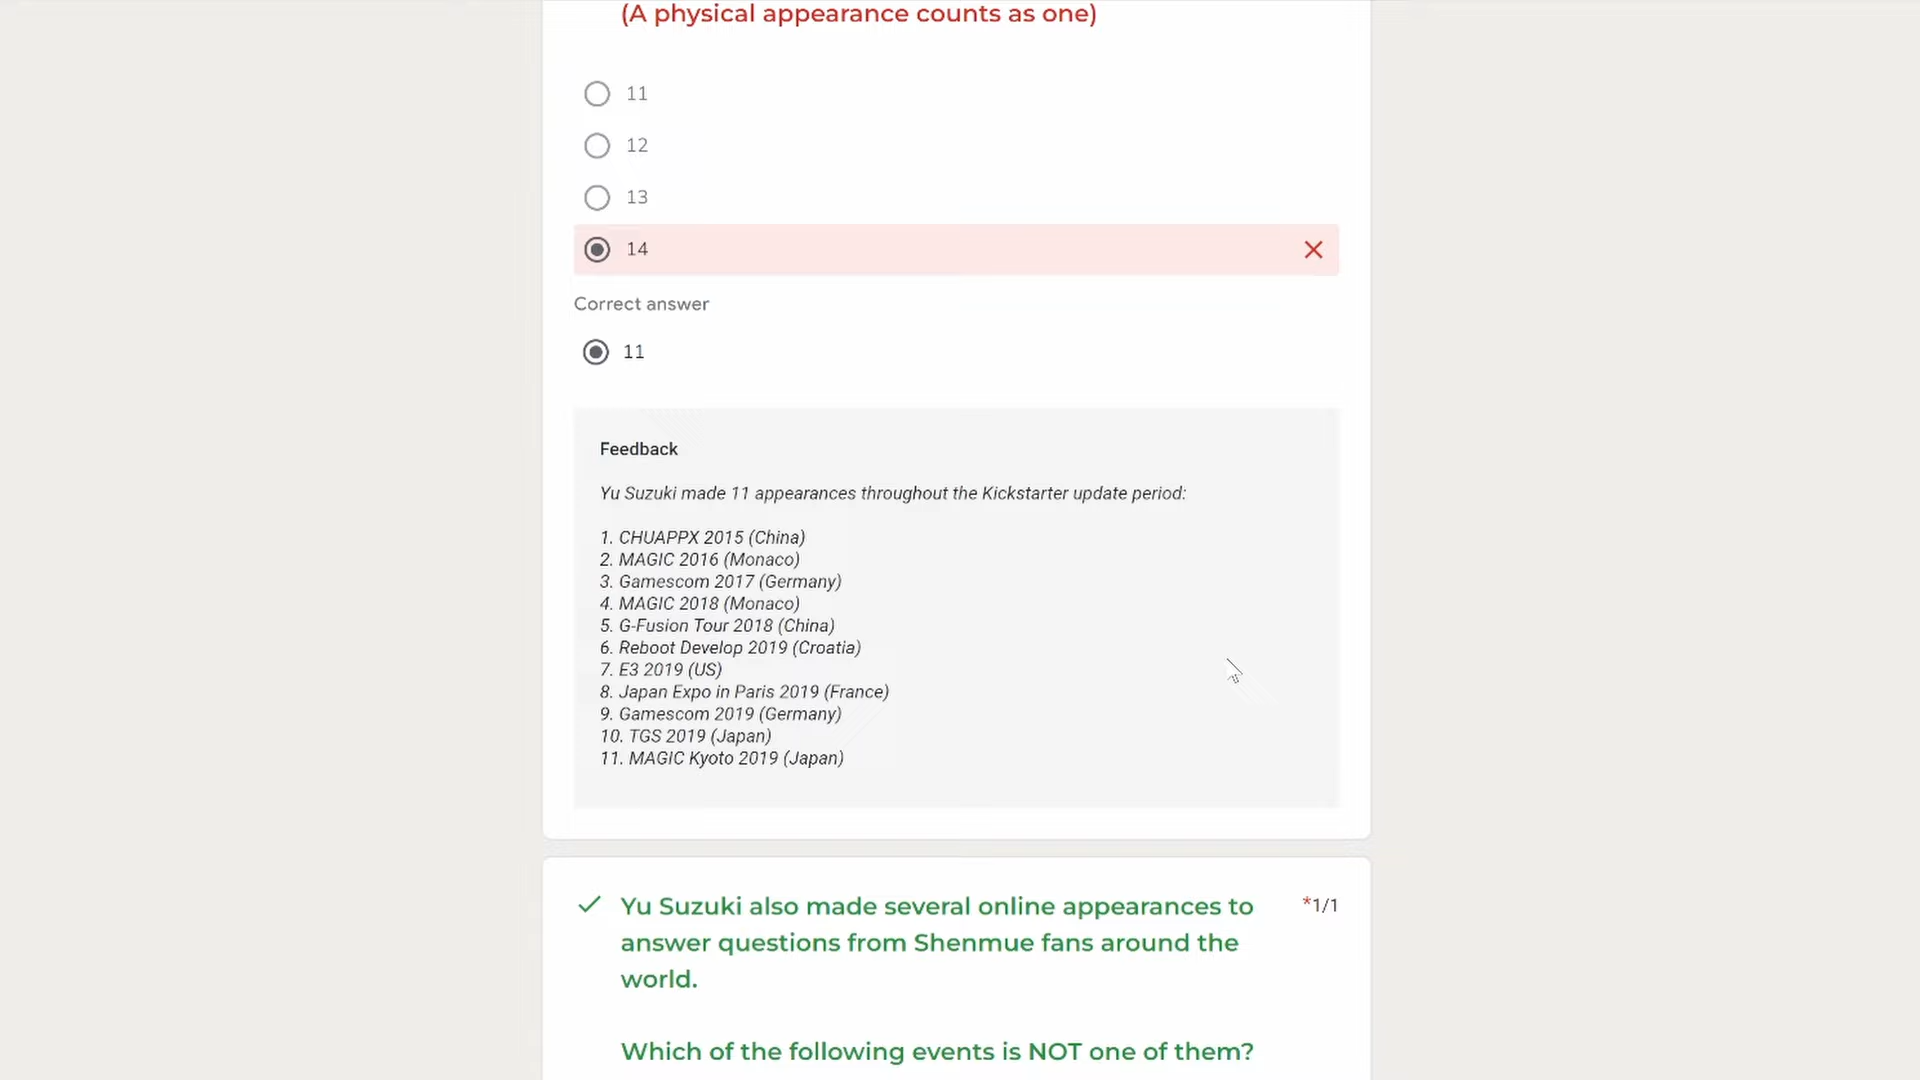 (A physical appearance counts as one)
11
12
13
14
Correct answer
11
Feedback
Yu Suzuki made 11 appearances throughout the Kickstarter update period:
1. CHUAPPX 2015 (China)
2. MAGIC 2016 (Monaco)
3. Gamescom 2017 (Germany)
4. MAGIC 2018 (Monaco)
5. G-Fusion Tour 2018 (China)
6. Reboot Develop 2019 (Croatia)
7. E3 2019 (US)
8. Japan Expo in Paris 2019 (France)
9. Gamescom 2019 (Germany)
10. TGS 2019 (Japan)
11. MAGIC Kyoto 2019 (Japan)
Yu Suzuki also made several online appearances to *1/1
answer questions from Shenmue fans around the
world.
Which of the following events is NOT one of them?